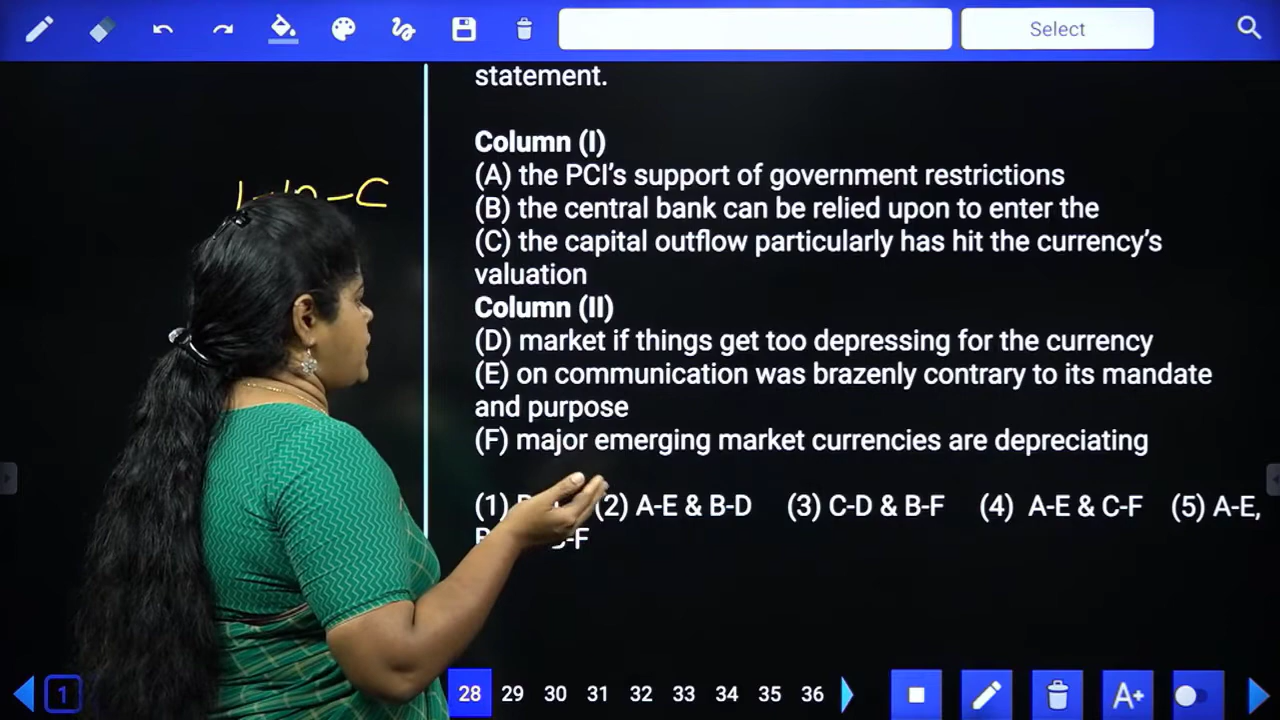 Select
statement.
Column (I)
(A) the PCI’s support of government restrictions
(B) the central bank can be relied upon to enter the
(C) the capital outflow particularly has hit the currency’s
valuation
Column (II)
(D) market if things get too depressing for the currency
(E) on communication was brazenly contrary to its mandate
and purpose
(F) major emerging market currencies are depreciating
(1) (2) A-E & B-D (3) C-D & B-F (4) A-E & C-F (5) A-E,
-F
– C
1 28 29 30 31 32 33 34 35 36 A+